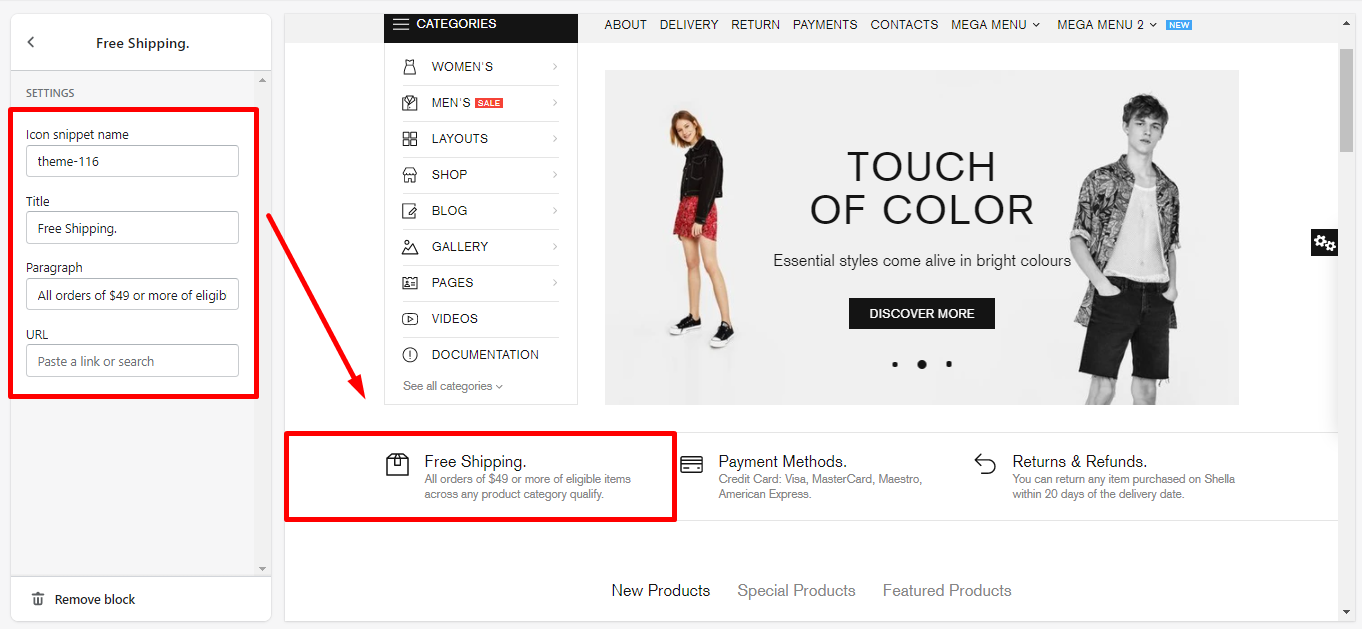 Free Shipping.
SETTINGS
Icon snippet name
theme-116
Title
Free Shipping.
Paragraph
All orders of $49 or more of eligib
URL
Paste a link or search
Remove block
CATEGORIES
ABOUT DELIVERY RETURN PAYMENTS CONTACTS MEGA MENU MEGA MENU 2 NEW
WOMEN'S
MEN'S SALE
LAYOUTS
SHOP
BLOG
GALLERY
PAGES
VIDEOS
DOCUMENTATION
See all categories
TOUCH
OF COLOR
Essential styles come alive in bright colours
DISCOVER MORE
Free Shipping.
All orders of $49 or more of eligible items
across any product category qualify.
Payment Methods.
Credit Card: Visa, MasterCard, Maestro,
American Express.
Returns & Refunds.
You can return any item purchased on Shella
within 20 days of the delivery date.
New Products Special Products Featured Products